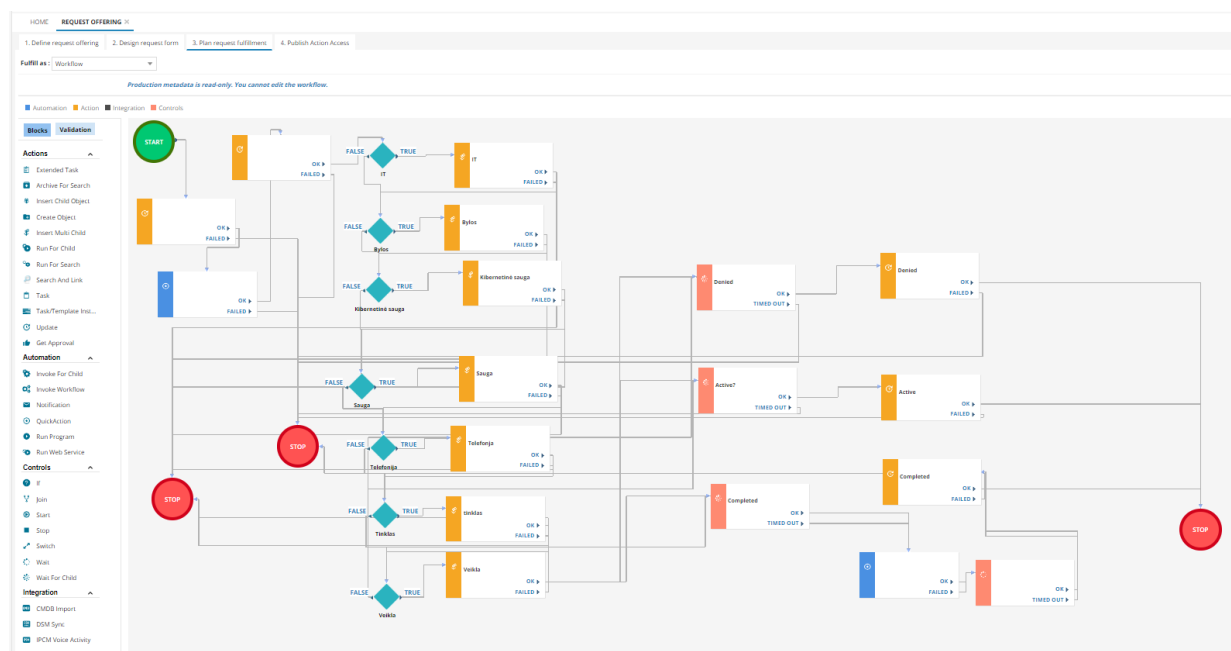 HOME REQUEST OFFERING ×
1. Define request offering 2. Design request form 3. Plan request fulfillment 4. Publish Action Access
Fulfill as : Workflow
Production metadata is read-only. You cannot edit the workflow.
Automation Action Integration Controls
Blocks Validation
Actions
Extended Task
Archive For Search
Insert Child Object
Create Object
Insert Multi Child
Run For Child
Run For Search
Search And Link
Task
Task/Template Insi...
Update
Get Approval
Automation
Invoke For Child
Invoke Workflow
Notification
QuickAction
Run Program
Run Web Service
Controls
If
Join
Start
Stop
Switch
Wait
Wait For Child
Integration
CMDB Import
DSM Sync
IPCM Voice Activity
START
OK
FAILED
OK
FAILED
OK
FAILED
FALSE TRUE
IT
IT
OK
FAILED
FALSE TRUE
Bylos
Bylos
OK
FAILED
FALSE TRUE
Kibernetinė sauga
Kibernetinė sauga
OK
FAILED
FALSE TRUE
Sauga
Sauga
OK
FAILED
FALSE TRUE
Telefonija
Telefonja
OK
FAILED
FALSE TRUE
Tinklas
tinklas
OK
FAILED
FALSE TRUE
Veikla
Veikla
OK
FAILED
STOP
STOP
Denied
OK
TIMED OUT
Denied
OK
FAILED
Active?
OK
TIMED OUT
Active
OK
FAILED
Completed
OK
TIMED OUT
Completed
OK
FAILED
OK
FAILED
OK
TIMED OUT
STOP